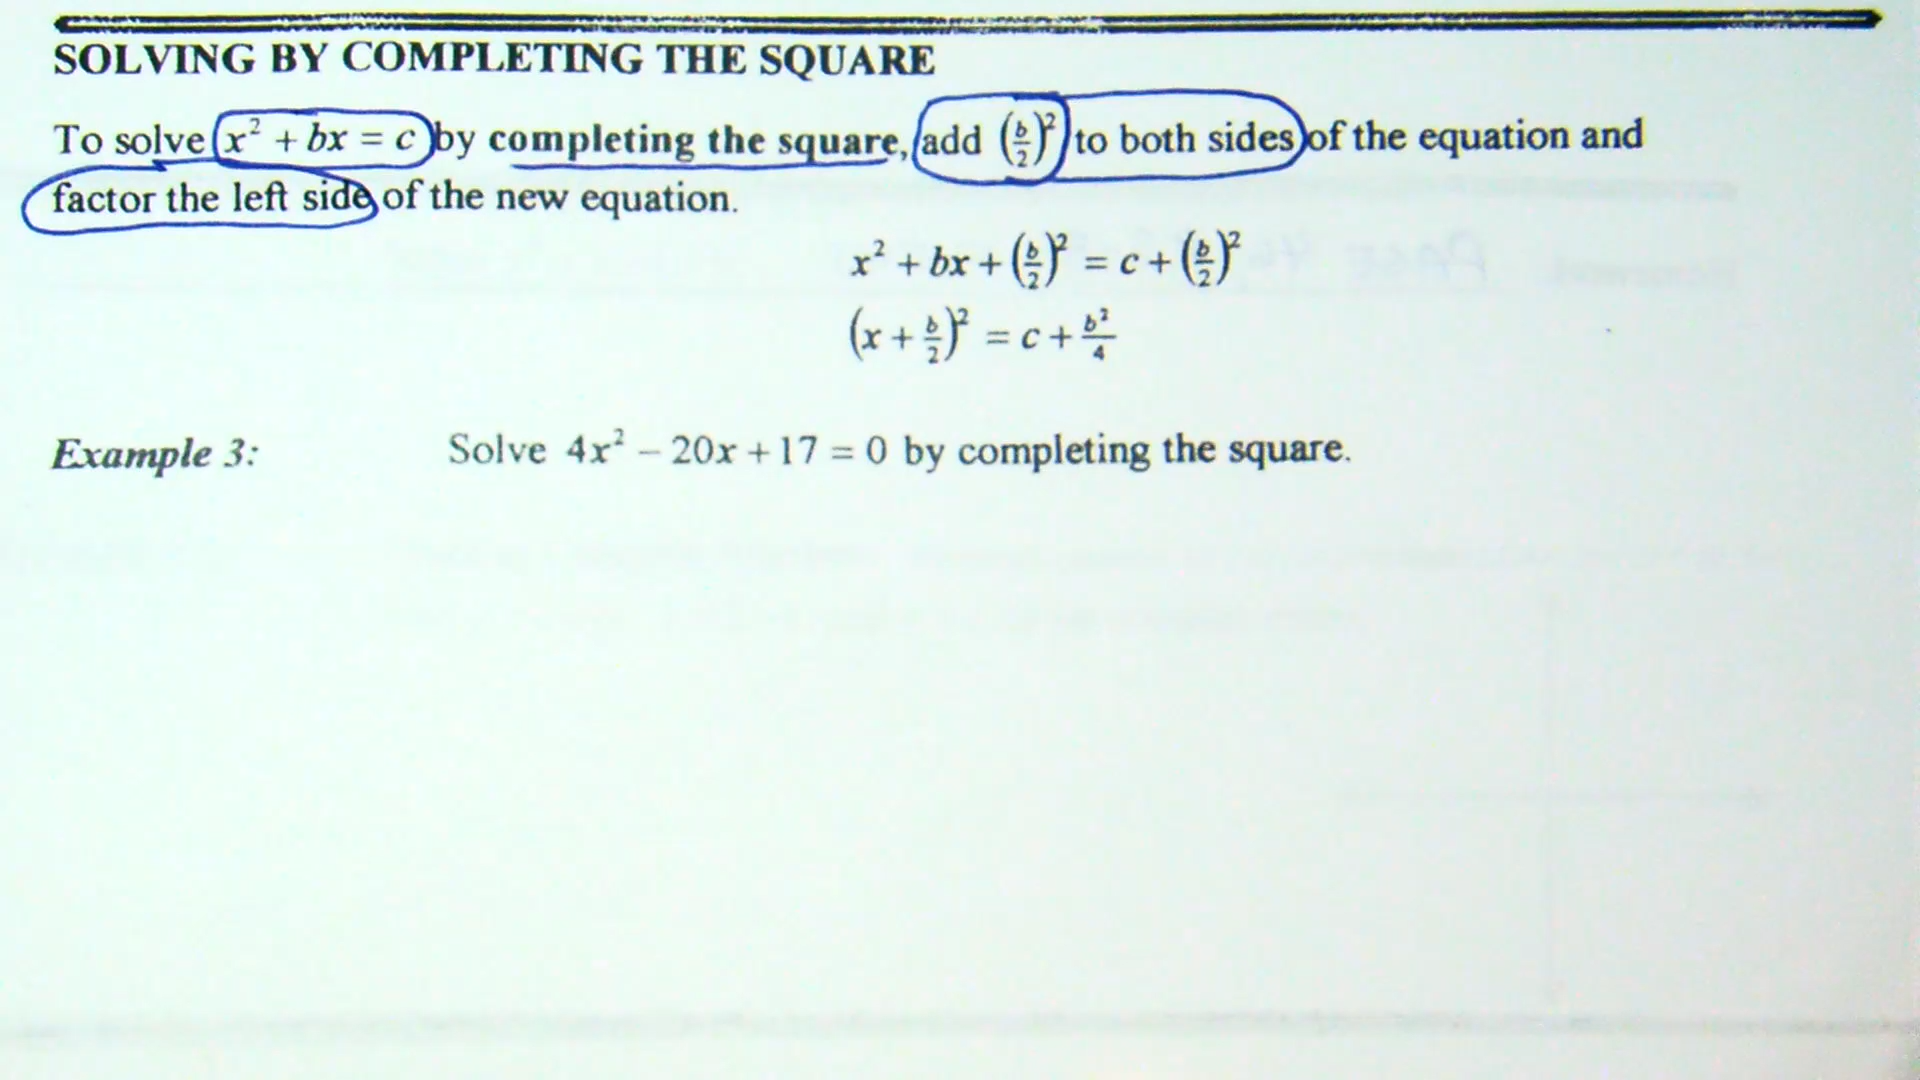 SOLVING BY COMPLETING THE SQUARE
To solve x² + bx = c by completing the square, add (b/2)² to both sides of the equation and
factor the left side of the new equation.
x² + bx + (b/2)² = c + (b/2)²
(x + b/2)² = c + b²/4
Example 3: Solve 4x² – 20x + 17 = 0 by completing the square.